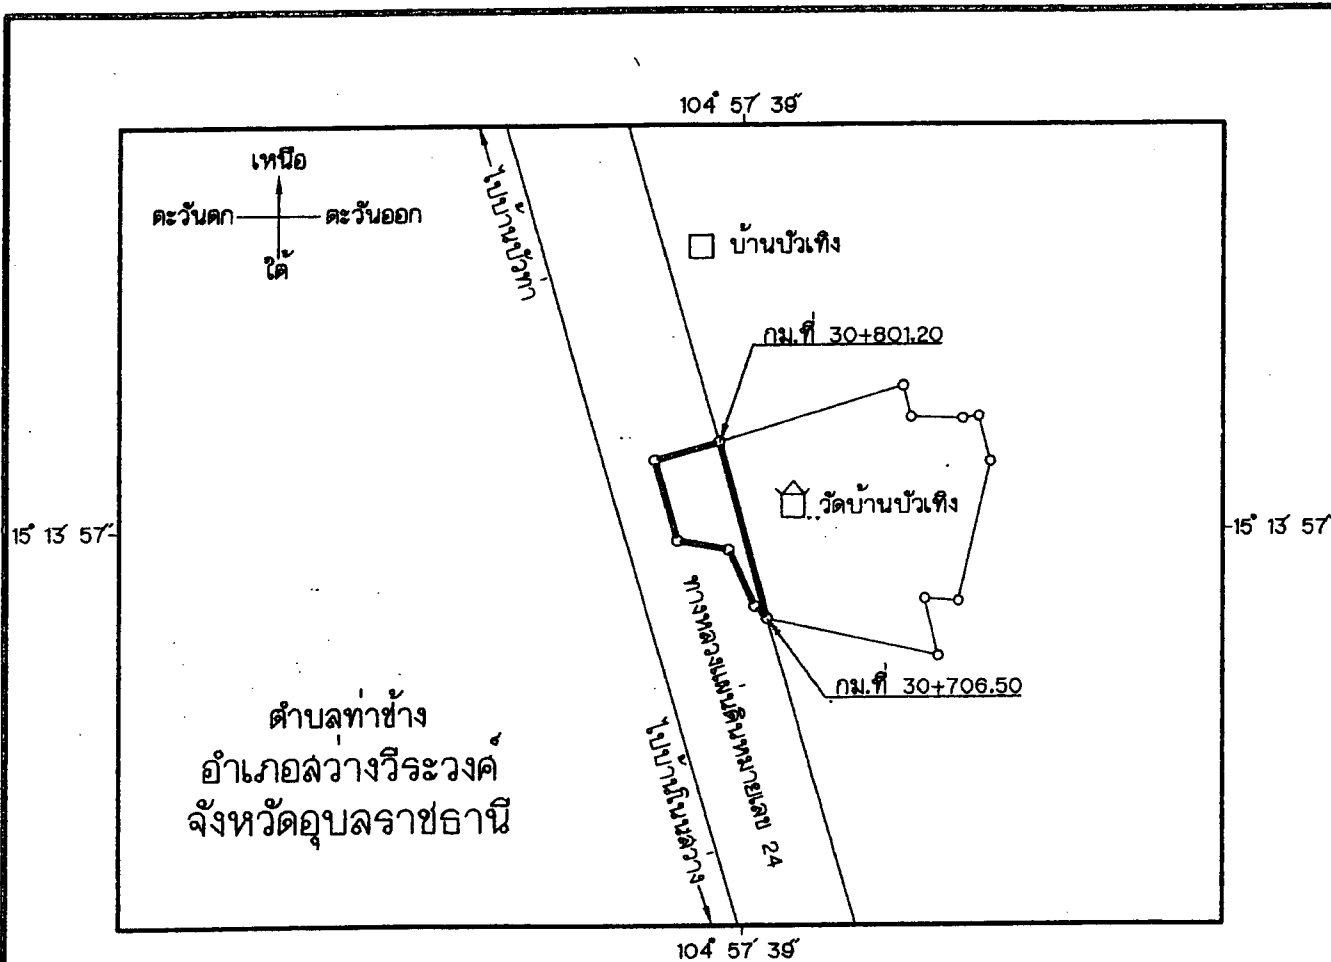 104° 57′ 39″
เหนือ
ตะวันตก
ตะวันออก
ใต้
ไปบ้านบัวท่า
บ้านบัวเทิง
กม.ที่ 30+801.20
วัดบ้านบัวเทิง
15° 13′ 57″
15° 13′ 57″
ทางหลวงแผ่นดินหมายเลข 24
กม.ที่ 30+706.50
ตำบลท่าช้าง
อำเภอสว่างวีระวงศ์
จังหวัดอุบลราชธานี
ไปบ้านโนนสว่าง
104° 57′ 39″